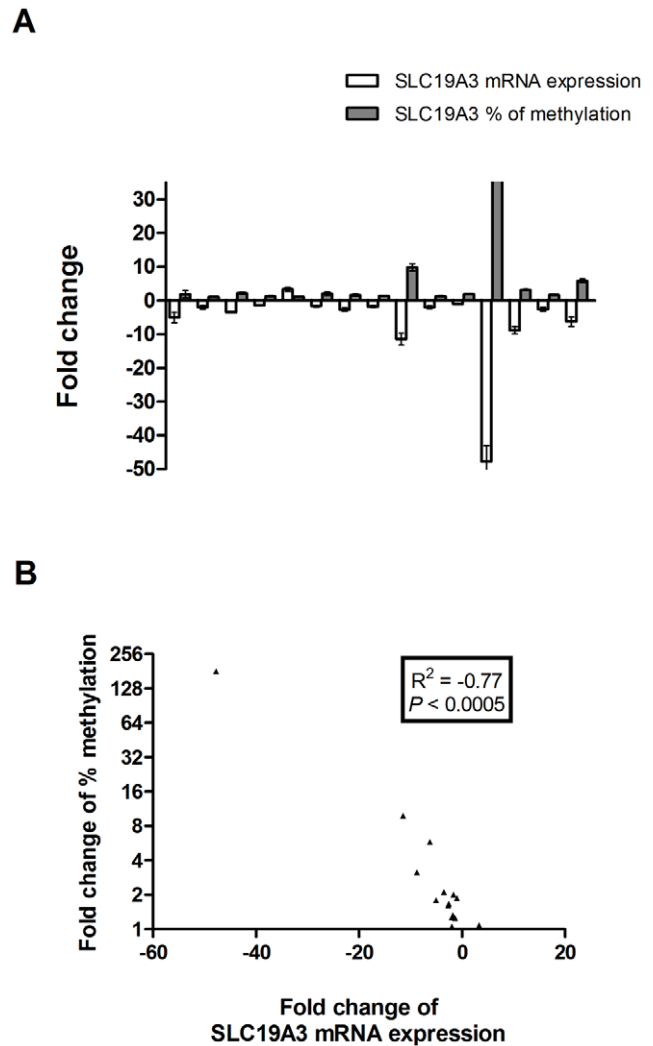 A
SLC19A3 mRNA expression
SLC19A3 % of methylation
Fold change
30
20
10
0
-10
-20
-30
-40
-50
B
Fold change of % methylation
256
128
64
32
16
8
4
2
1
R² = -0.77
P < 0.0005
-60
-40
-20
0
20
Fold change of
SLC19A3 mRNA expression